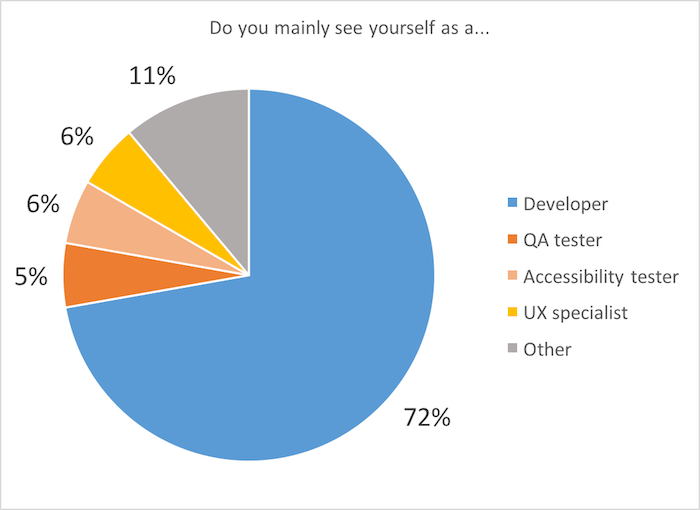 Do you mainly see yourself as a...
11%
6%
6%
5%
72%
Developer
QA tester
Accessibility tester
UX specialist
Other